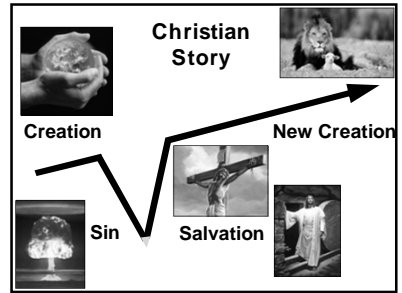 Christian
Story
Creation
New Creation
Sin
Salvation